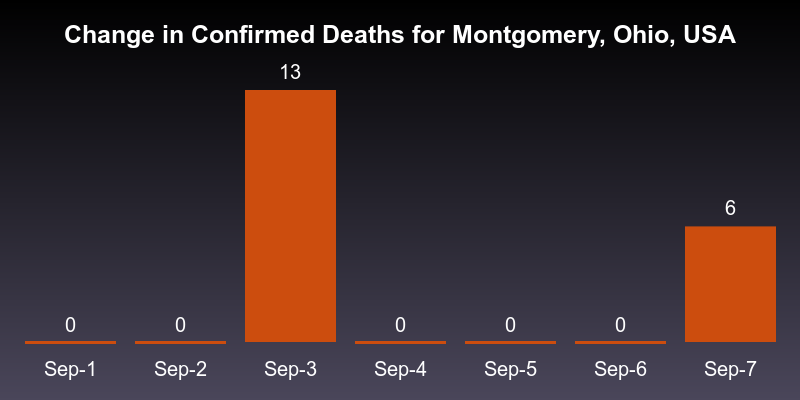 Change in Confirmed Deaths for Montgomery, Ohio, USA
13
6
0 0 0 0 0
Sep-1 Sep-2 Sep-3 Sep-4 Sep-5 Sep-6 Sep-7